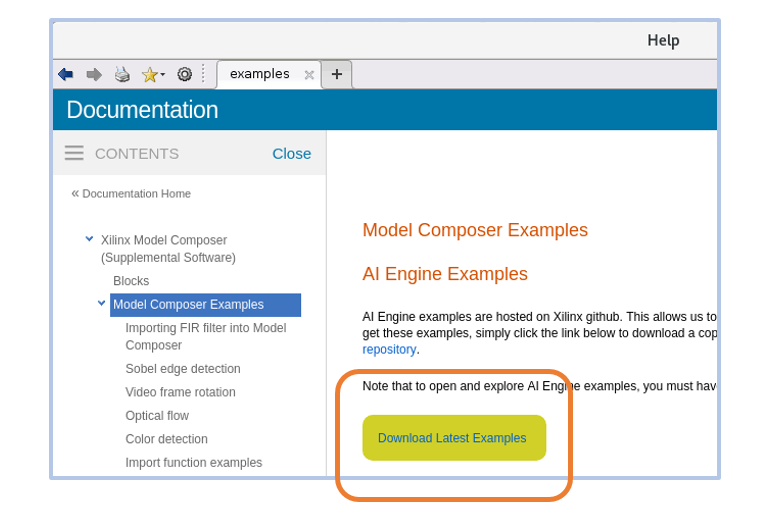 Help
examples
Documentation
CONTENTS
Close
« Documentation Home
Xilinx Model Composer
(Supplemental Software)
Blocks
Model Composer Examples
Importing FIR filter into Model
Composer
Sobel edge detection
Video frame rotation
Optical flow
Color detection
Import function examples
Model Composer Examples
AI Engine Examples
AI Engine examples are hosted on Xilinx github. This allows us to
get these examples, simply click the link below to download a cop
repository.
Note that to open and explore AI Engine examples, you must hav
Download Latest Examples